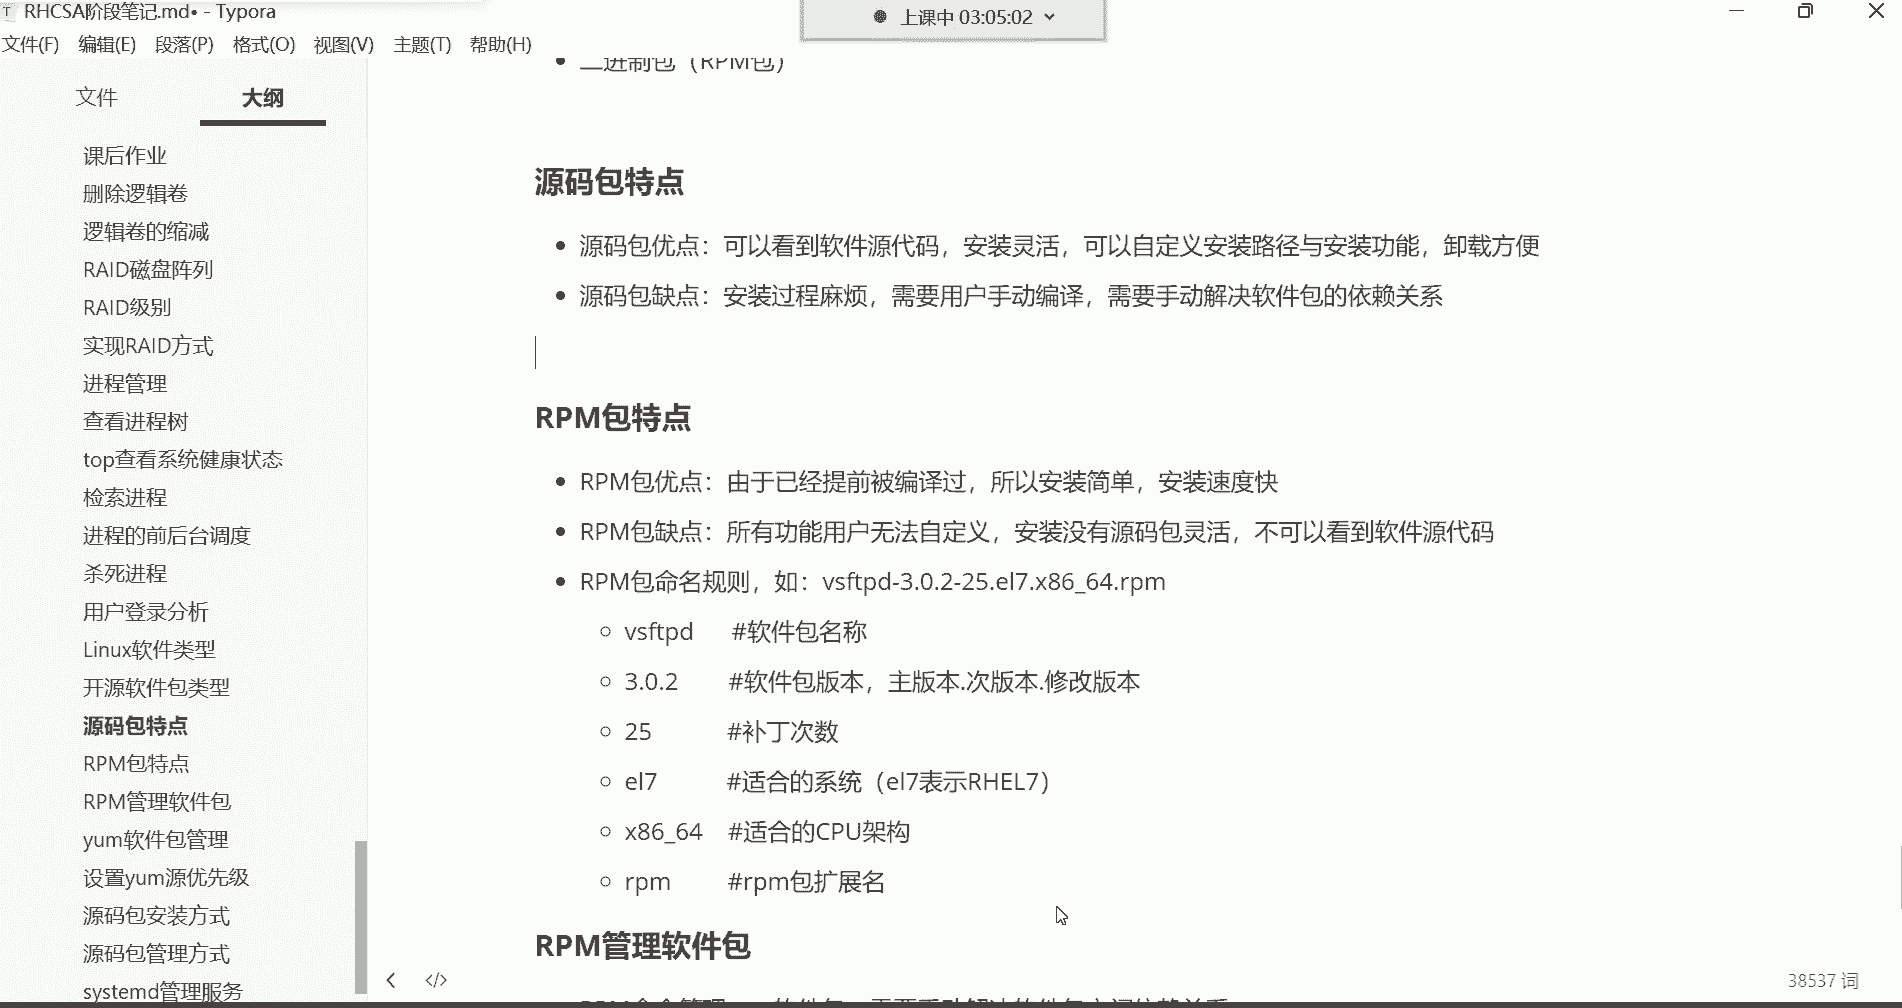 RHCSA阶段笔记.md• - Typora
上课中 03:05:02
文件(F) 编辑(E) 段落(P) 格式(O) 视图(V) 主题(T) 帮助(H)
文件 大纲
课后作业
删除逻辑卷
逻辑卷的缩减
RAID磁盘阵列
RAID级别
实现RAID方式
进程管理
查看进程树
top查看系统健康状态
检索进程
进程的前后台调度
杀死进程
用户登录分析
Linux软件类型
开源软件包类型
源码包特点
RPM包特点
RPM管理软件包
yum软件包管理
设置yum源优先级
源码包安装方式
源码包管理方式
systemd管理服务
二进制包（RPM包）
源码包特点
源码包优点：可以看到软件源代码，安装灵活，可以自定义安装路径与安装功能，卸载方便
源码包缺点：安装过程麻烦，需要用户手动编译，需要手动解决软件包的依赖关系
RPM包特点
RPM包优点：由于已经提前被编译过，所以安装简单，安装速度快
RPM包缺点：所有功能用户无法自定义，安装没有源码包灵活，不可以看到软件源代码
RPM包命名规则，如：vsftpd-3.0.2-25.el7.x86_64.rpm
vsftpd #软件包名称
3.0.2 #软件包版本，主版本.次版本.修改版本
25 #补丁次数
el7 #适合的系统（el7表示RHEL7）
x86_64 #适合的CPU架构
rpm #rpm包扩展名
RPM管理软件包
38537 词